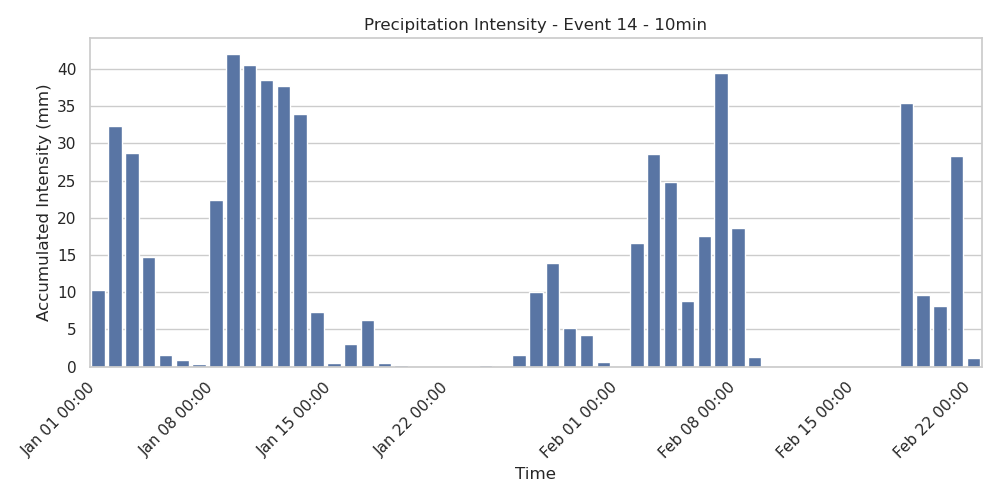 Precipitation Intensity - Event 14 - 10min
Accumulated Intensity (mm)
40
35
30
25
20
15
10
5
0
Jan 01 00:00
Jan 08 00:00
Jan 15 00:00
Jan 22 00:00
Feb 01 00:00
Feb 08 00:00
Feb 15 00:00
Feb 22 00:00
Time